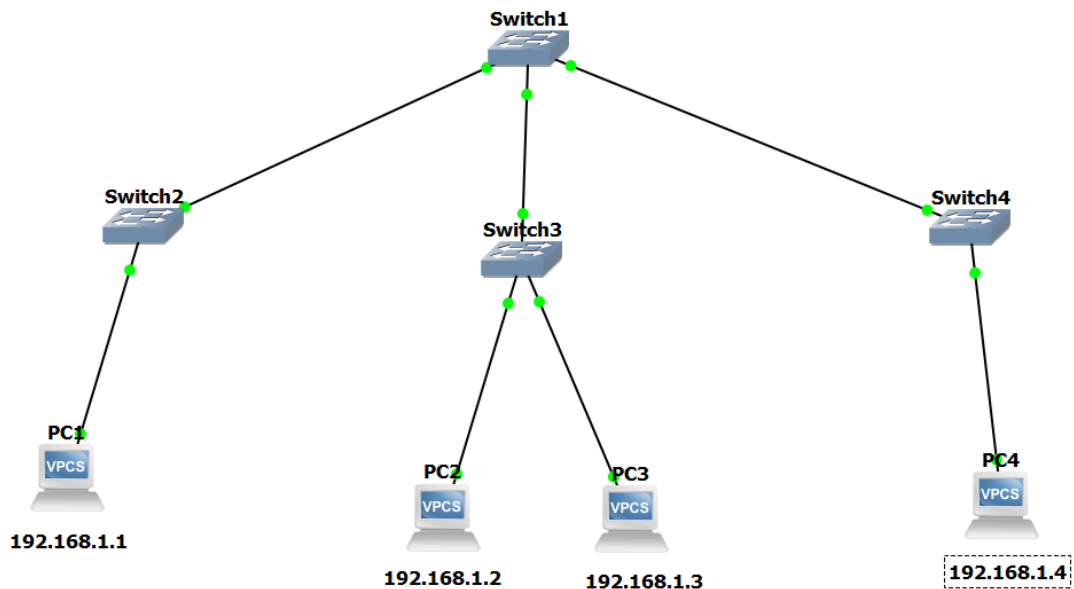 Switch1
Switch2
Switch3
Switch4
PC1
VPCS
192.168.1.1
PC2
VPCS
192.168.1.2
PC3
VPCS
192.168.1.3
PC4
VPCS
192.168.1.4